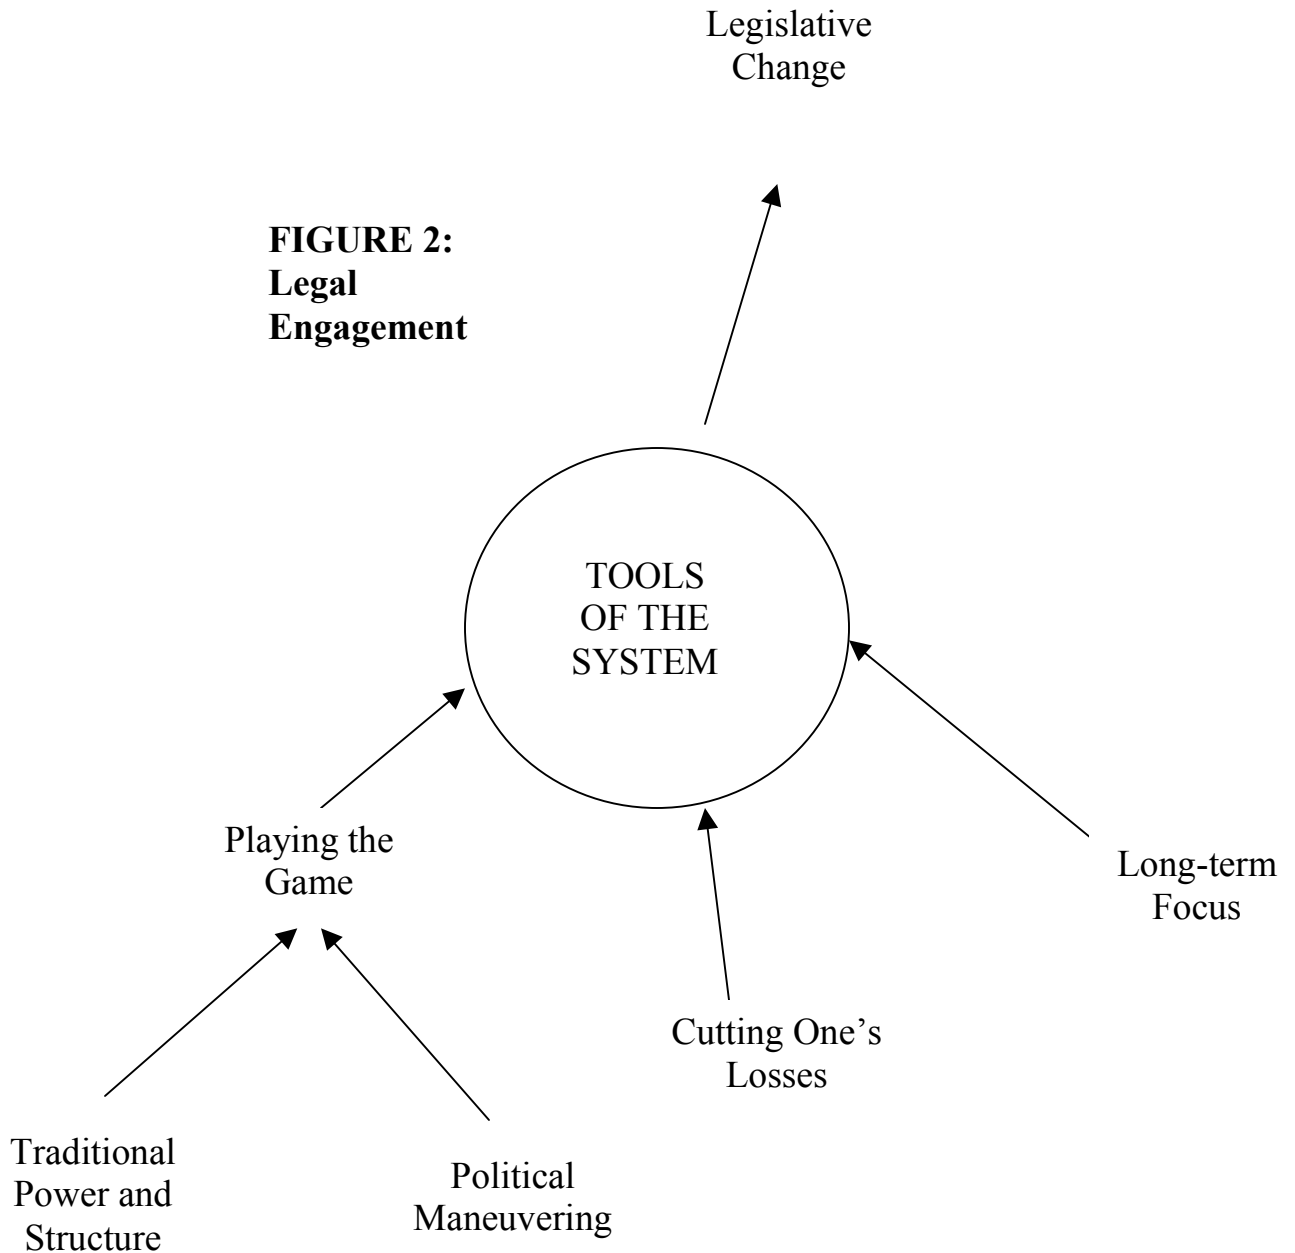 Legislative
Change
FIGURE 2:
Legal
Engagement
TOOLS
OF THE
SYSTEM
Playing the
Game
Long-term
Focus
Cutting One’s
Losses
Traditional
Power and
Structure
Political
Maneuvering